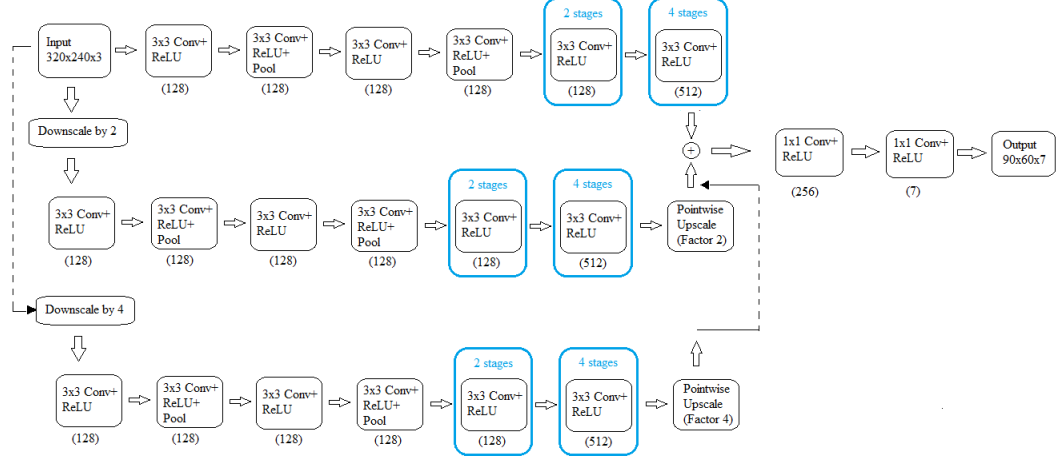 2 stages
4 stages
Input
320x240x3
3x3 Conv+
ReLU
(128)
3x3 Conv+
ReLU+
Pool
(128)
3x3 Conv+
ReLU
(128)
3x3 Conv+
ReLU+
Pool
(128)
3x3 Conv+
ReLU
(128)
3x3 Conv+
ReLU
(512)
Downscale by 2
+
1x1 Conv+
ReLU
(256)
1x1 Conv+
ReLU
(7)
Output
90x60x7
2 stages
4 stages
3x3 Conv+
ReLU
(128)
3x3 Conv+
ReLU+
Pool
(128)
3x3 Conv+
ReLU
(128)
3x3 Conv+
ReLU+
Pool
(128)
3x3 Conv+
ReLU
(128)
3x3 Conv+
ReLU
(512)
Pointwise
Upscale
(Factor 2)
Downscale by 4
2 stages
4 stages
3x3 Conv+
ReLU
(128)
3x3 Conv+
ReLU+
Pool
(128)
3x3 Conv+
ReLU
(128)
3x3 Conv+
ReLU+
Pool
(128)
3x3 Conv+
ReLU
(128)
3x3 Conv+
ReLU
(512)
Pointwise
Upscale
(Factor 4)